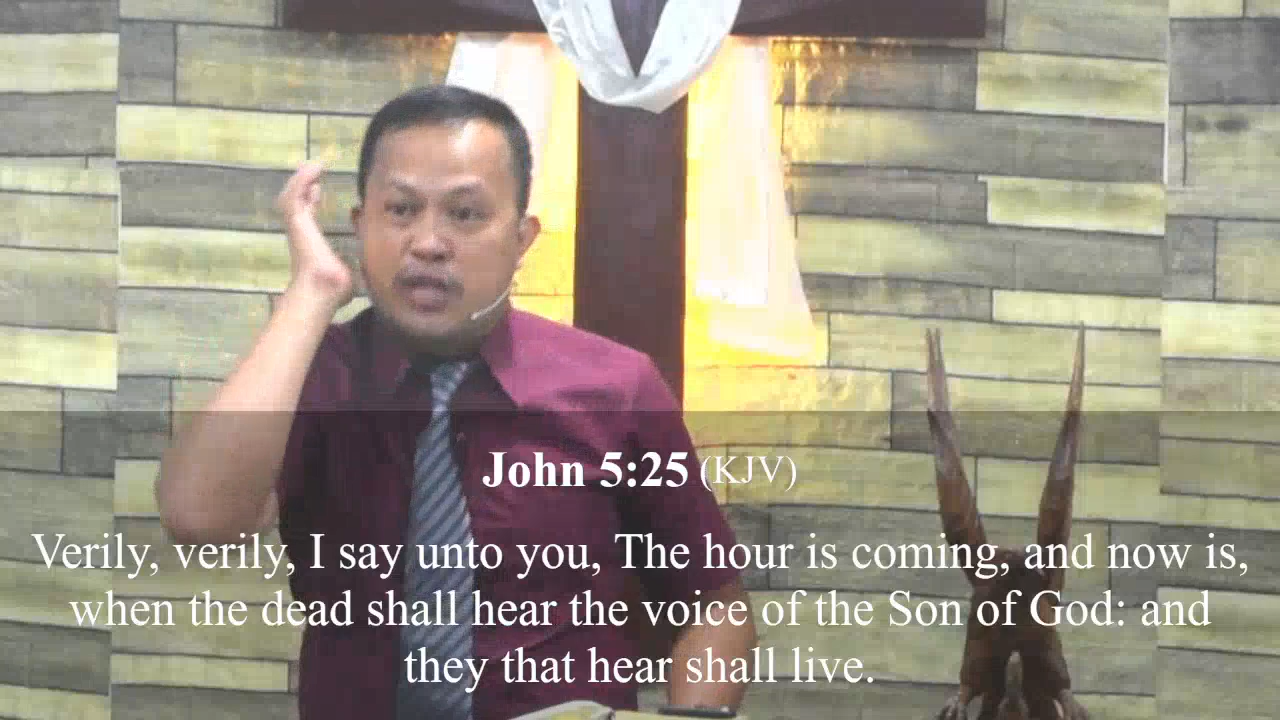 John 5:25 (KJV)
Verily, verily, I say unto you, The hour is coming, and now is,
when the dead shall hear the voice of the Son of God: and
they that hear shall live.